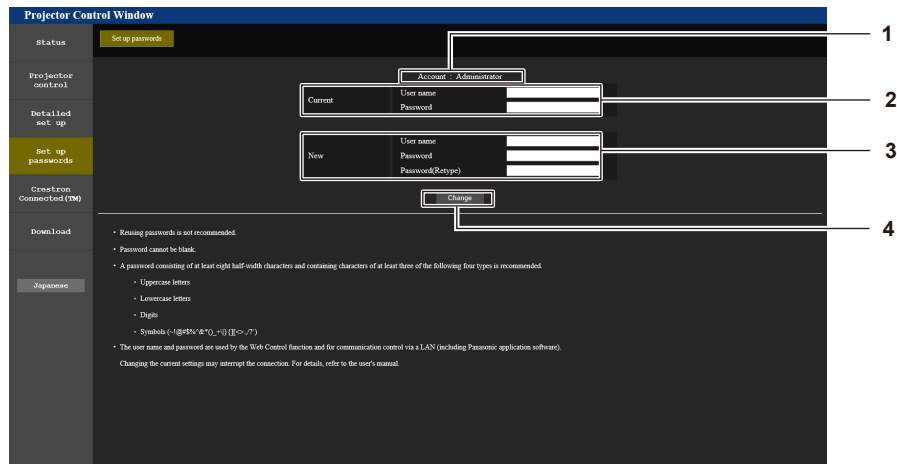 Projector Control Window
Status
Projector
control
Detailed
set up
Set up
passwords
Crestron
Connected(TM)
Download
Japanese
Set up passwords
Account : Administrator
Current
User name
Password
New
User name
Password
Password(Retype)
Change
• Reusing passwords is not recommended.
• Password cannot be blank.
• A password consisting of at least eight half-width characters and containing characters of at least three of the following four types is recommended.
• Uppercase letters
• Lowercase letters
• Digits
• Symbols (~!@#$%^&*()_+\|}{][<>.,/?`)
• The user name and password are used by the Web Control function and for communication control via a LAN (including Panasonic application software).
Changing the current settings may interrupt the connection. For details, refer to the user's manual.
1
2
3
4